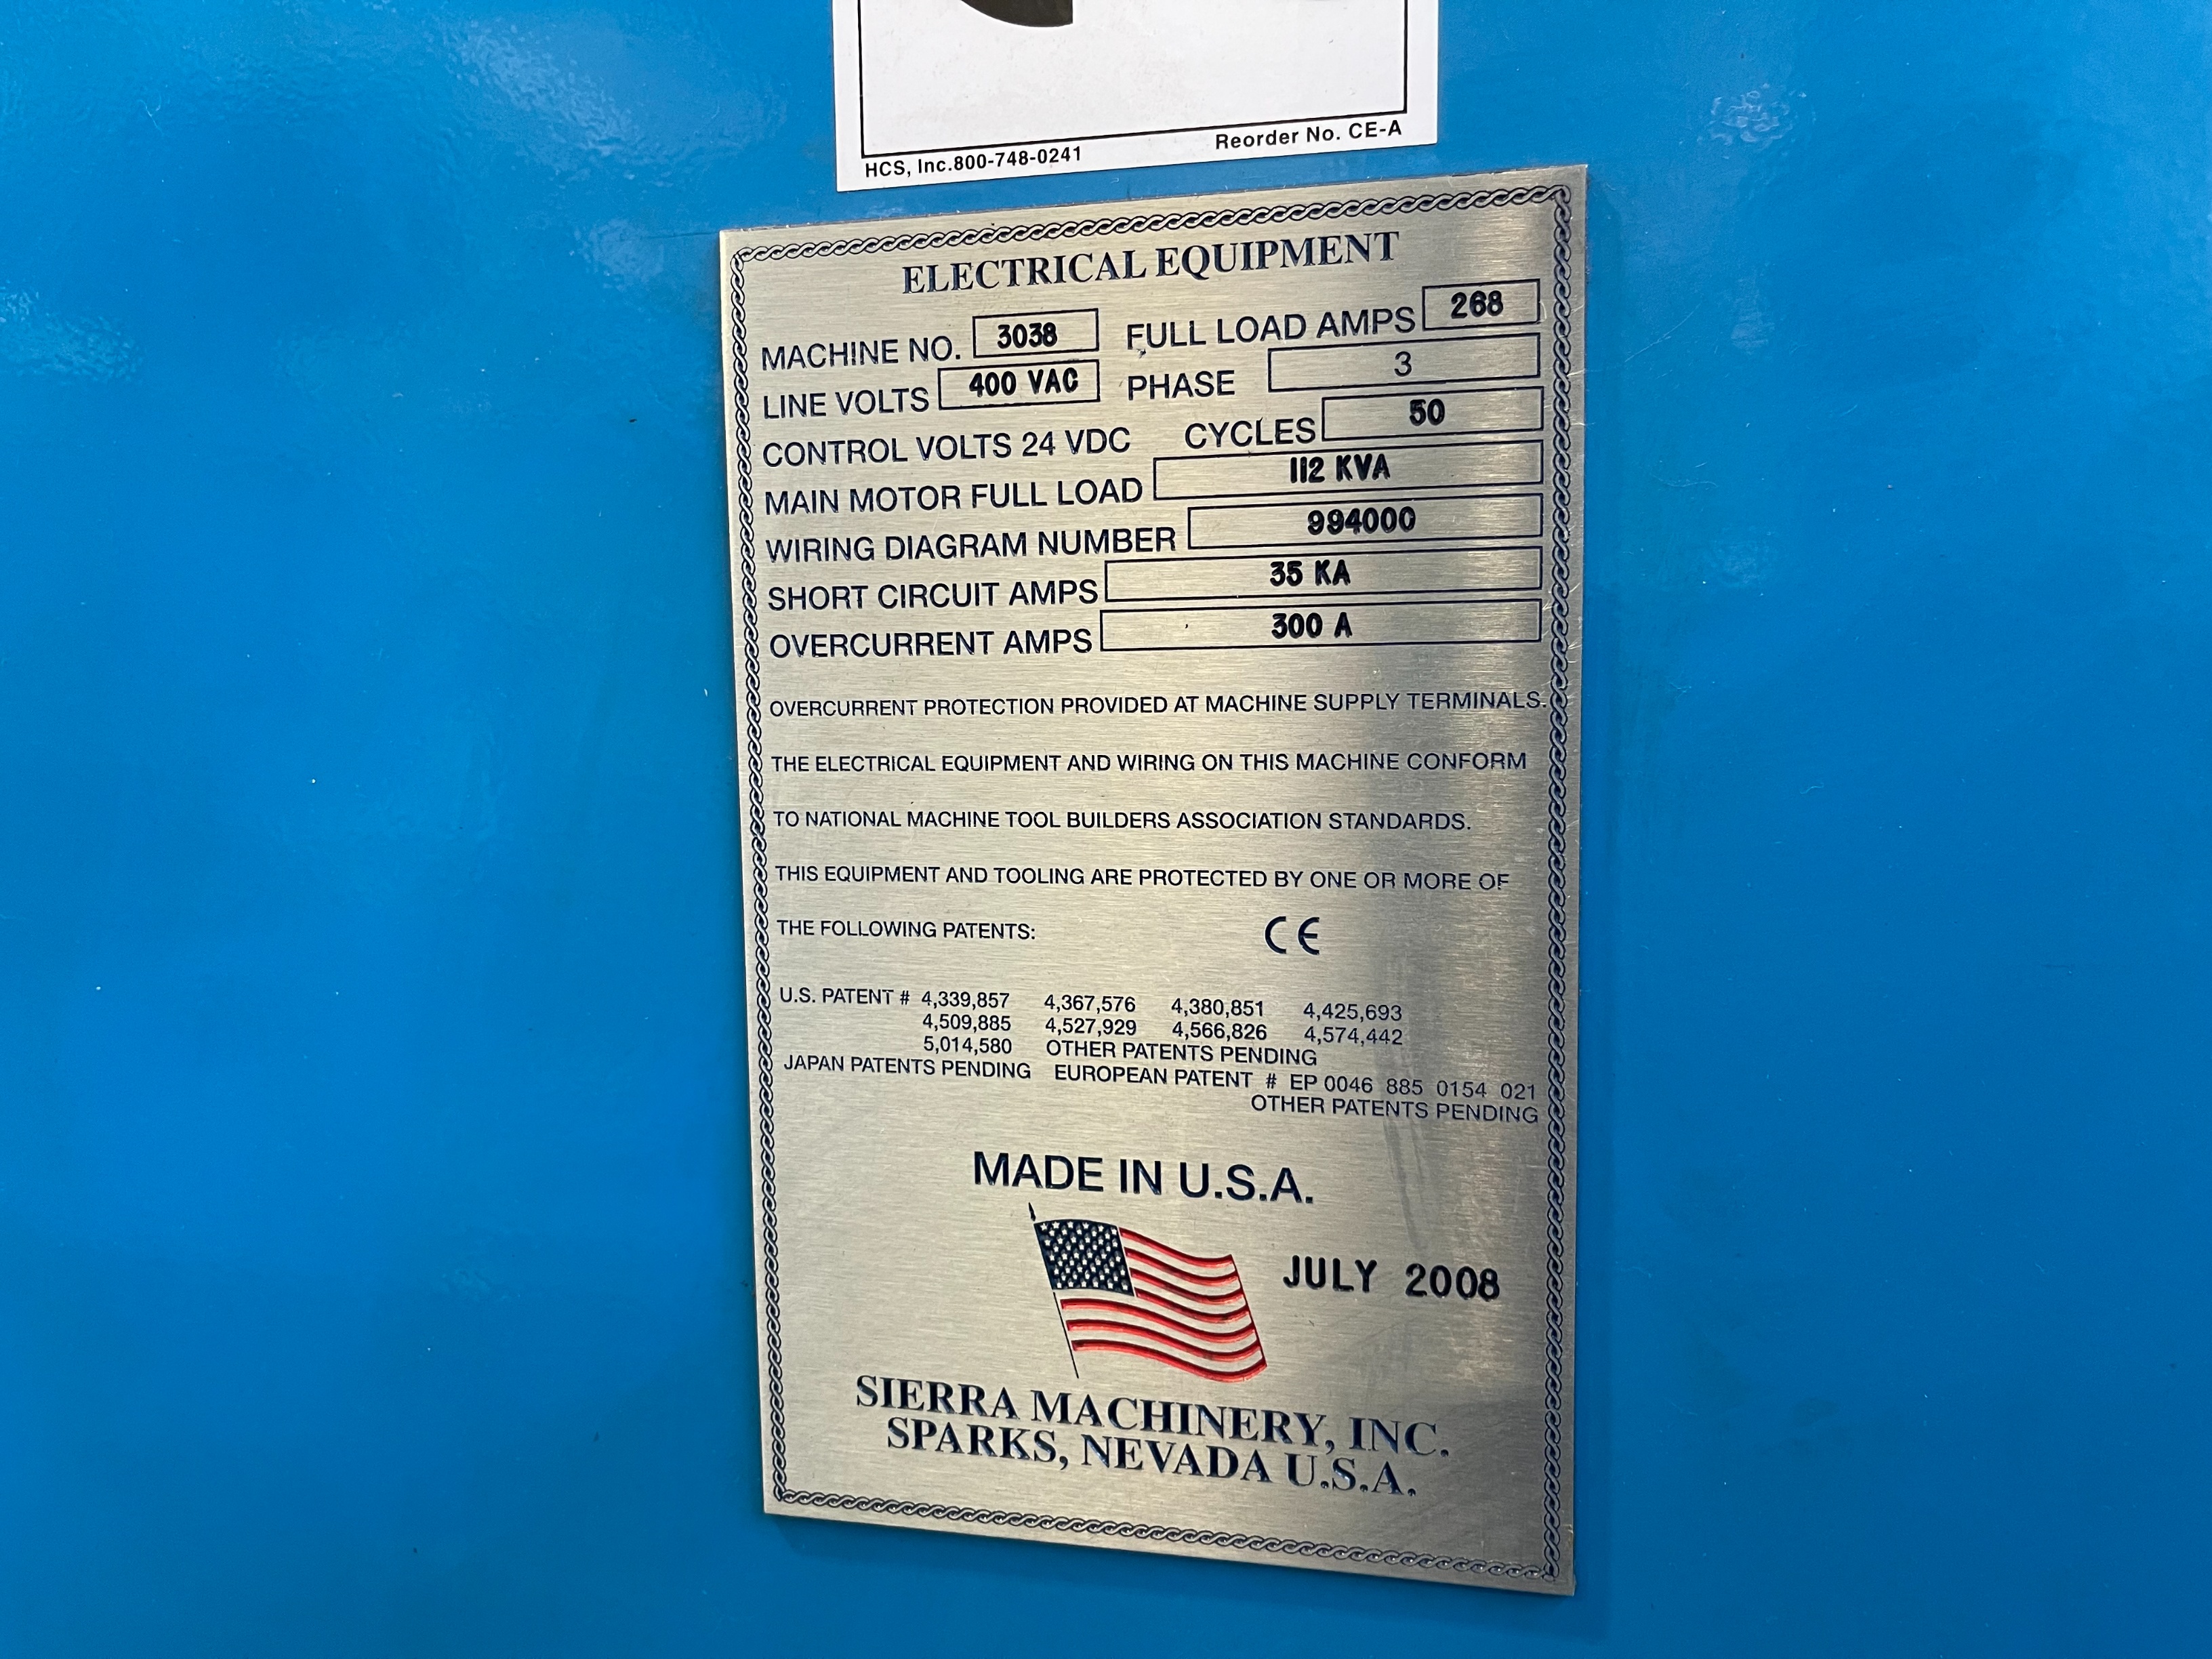 HCS, Inc.800-748-0241 Reorder No. CE-A
ELECTRICAL EQUIPMENT
MACHINE NO. 3038 FULL LOAD AMPS 268
LINE VOLTS 400 VAC PHASE 3
CONTROL VOLTS 24 VDC CYCLES 50
MAIN MOTOR FULL LOAD 112 KVA
WIRING DIAGRAM NUMBER 994000
SHORT CIRCUIT AMPS 35 KA
OVERCURRENT AMPS 300 A
OVERCURRENT PROTECTION PROVIDED AT MACHINE SUPPLY TERMINALS.
THE ELECTRICAL EQUIPMENT AND WIRING ON THIS MACHINE CONFORM
TO NATIONAL MACHINE TOOL BUILDERS ASSOCIATION STANDARDS.
THIS EQUIPMENT AND TOOLING ARE PROTECTED BY ONE OR MORE OF
THE FOLLOWING PATENTS: CE
U.S. PATENT # 4,339,857 4,367,576 4,380,851 4,425,693
4,509,885 4,527,929 4,566,826 4,574,442
5,014,580 OTHER PATENTS PENDING
JAPAN PATENTS PENDING EUROPEAN PATENT # EP 0046 885 0154 021
OTHER PATENTS PENDING
MADE IN U.S.A.
JULY 2008
SIERRA MACHINERY, INC.
SPARKS, NEVADA U.S.A.